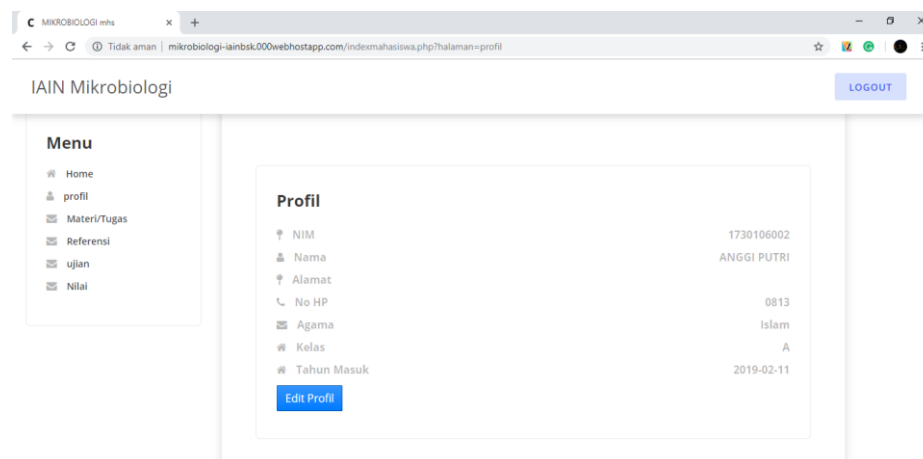 MIKROBIOLOGI mhs
Tidak aman | mikrobiologi-iainbsk.000webhostapp.com/indexmahasiswa.php?halaman=profil
IAIN Mikrobiologi
LOGOUT
Menu
Home
profil
Materi/Tugas
Referensi
ujian
Nilai
Profil
NIM 1730106002
Nama ANGGI PUTRI
Alamat
No HP 0813
Agama Islam
Kelas A
Tahun Masuk 2019-02-11
Edit Profil